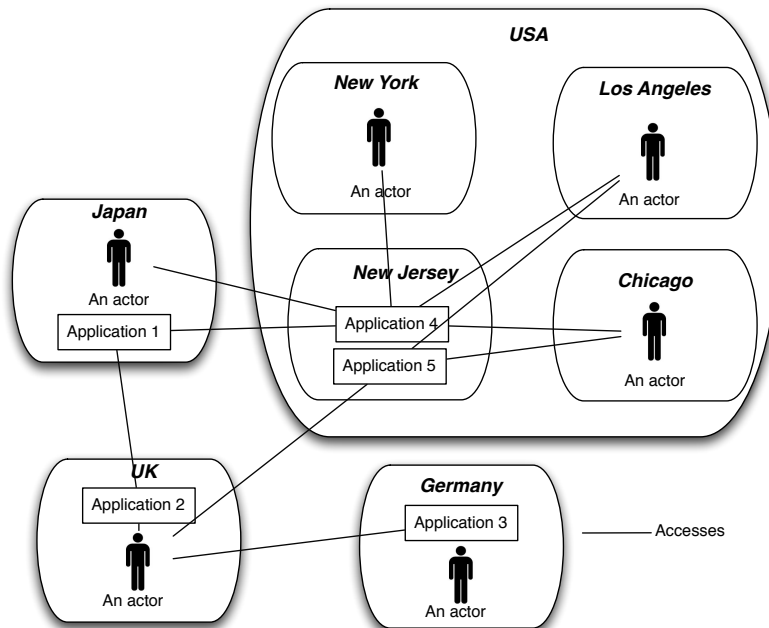 USA
New York
Los Angeles
An actor
An actor
Japan
An actor
Application 1
New Jersey
Application 4
Application 5
Chicago
An actor
UK
Application 2
An actor
Germany
Application 3
An actor
Accesses